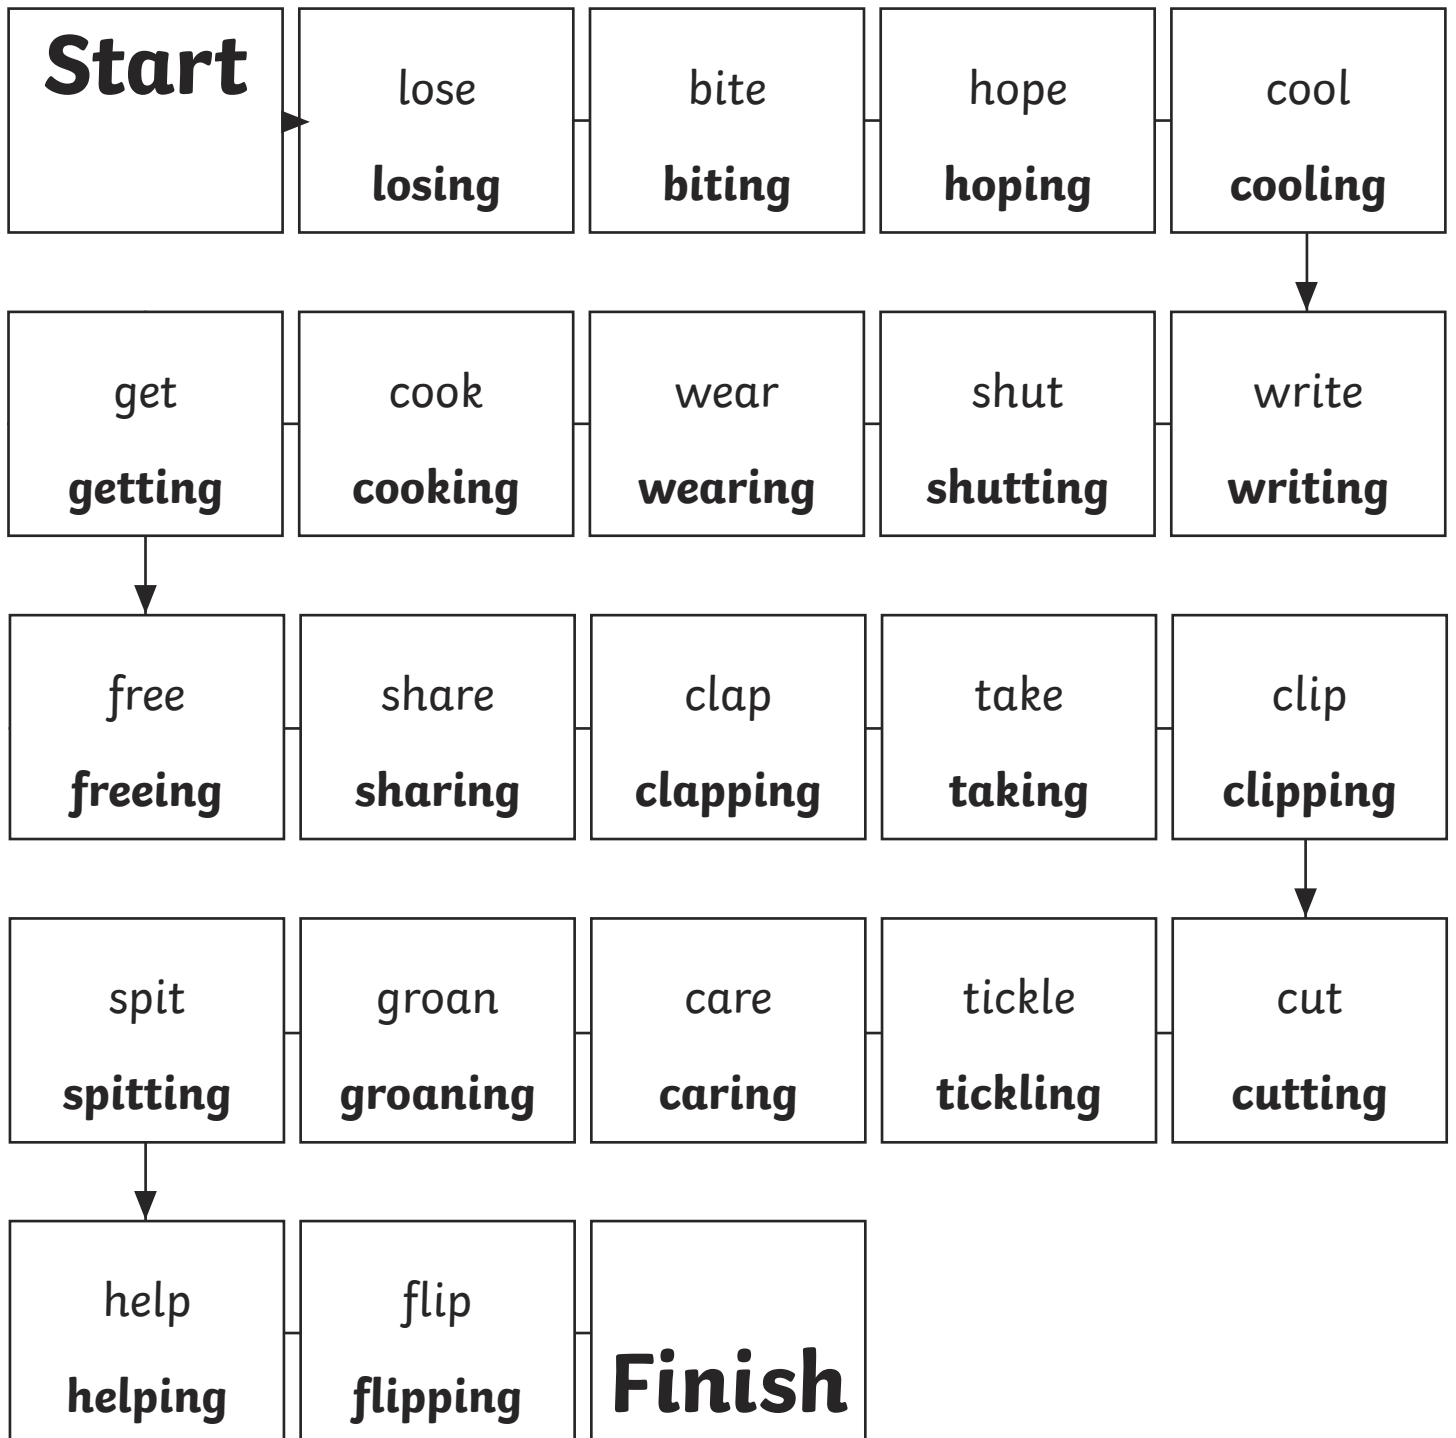 Start
lose
losing
bite
biting
hope
hoping
cool
cooling
get
getting
cook
cooking
wear
wearing
shut
shutting
write
writing
free
freeing
share
sharing
clap
clapping
take
taking
clip
clipping
spit
spitting
groan
groaning
care
caring
tickle
tickling
cut
cutting
help
helping
flip
flipping
Finish